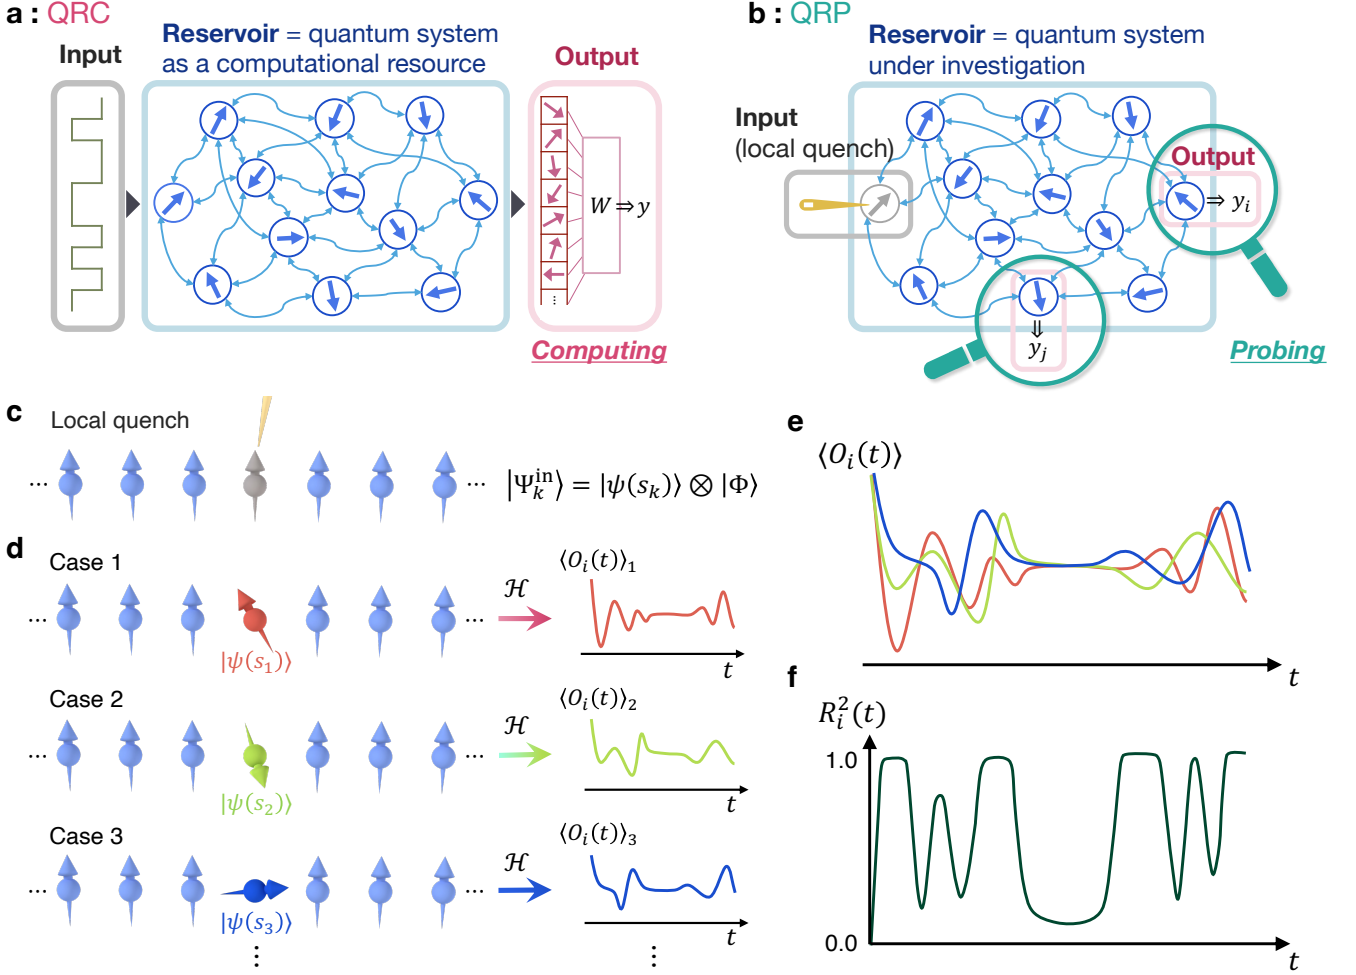 a : QRC
Input
Reservoir = quantum system
as a computational resource
Output
W ⇒ y
⋮
Computing
b : QRP
Reservoir = quantum system
under investigation
Input
(local quench)
Output
⇒ y_i
⇓
y_j
Probing
c
Local quench
... ... |Ψ_k^in⟩ = |ψ(s_k)⟩ ⊗ |Φ⟩
d
Case 1
... ...
|ψ(s_1)⟩
ℋ
⟨O_i(t)⟩_1
t
Case 2
... ...
|ψ(s_2)⟩
ℋ
⟨O_i(t)⟩_2
t
Case 3
... ...
|ψ(s_3)⟩
ℋ
⟨O_i(t)⟩_3
t
⋮ ⋮
e
⟨O_i(t)⟩
t
f
R_i^2(t)
1.0
0.0
t